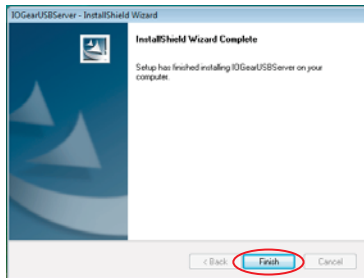 IOGearUSBServer - InstallShield Wizard
InstallShield Wizard Complete
Setup has finished installing IOGearUSBServer on your
computer.
< Back Finish Cancel